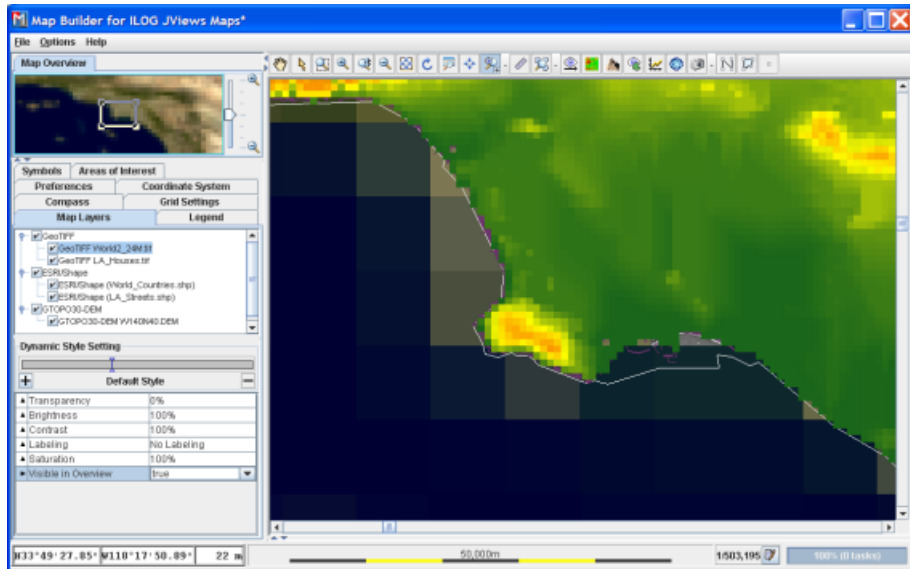 Map Builder for ILOG JViews Maps*
File Options Help
Map Overview
Symbols Areas of Interest
Preferences Coordinate System
Compass Grid Settings
Map Layers Legend
GeoTIFF
GeoTIFF World2_24M.tif
GeoTIFF LA_Houses.tif
ESRI/Shape
ESRI/Shape (World_Countries.shp)
ESRI/Shape (LA_Streets.shp)
GTOPO30-DEM
GTOPO30-DEM W140N40.DEM
Dynamic Style Setting
+ Default Style −
Transparency 0%
Brightness 100%
Contrast 100%
Labeling No Labeling
Saturation 100%
Visible in Overview true
N33°49'27.85" W118°17'50.89" 22 m
50,000m
1/503,195
100% (0 tasks)